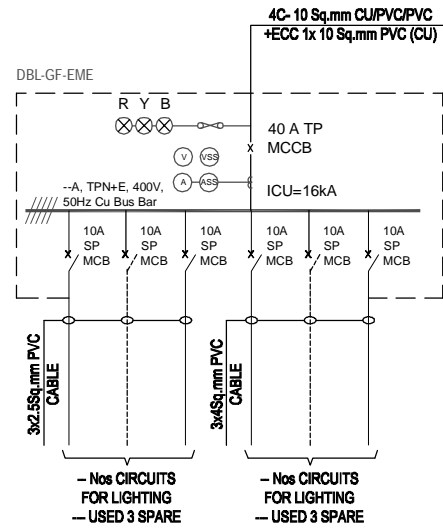 4C- 10 Sq.mm CU/PVC/PVC
+ECC 1x 10 Sq.mm PVC (CU)
DBL-GF-EME
R Y B
40 A TP
MCCB
V VSS
A ASS
ICU=16kA
--A, TPN+E, 400V,
50Hz Cu Bus Bar
10A
SP
MCB
10A
SP
MCB
10A
SP
MCB
10A
SP
MCB
10A
SP
MCB
10A
SP
MCB
3x2.5Sq.mm PVC
CABLE
3x4Sq.mm PVC
CABLE
-- Nos CIRCUITS
FOR LIGHTING
--- USED 3 SPARE
-- Nos CIRCUITS
FOR LIGHTING
--- USED 3 SPARE